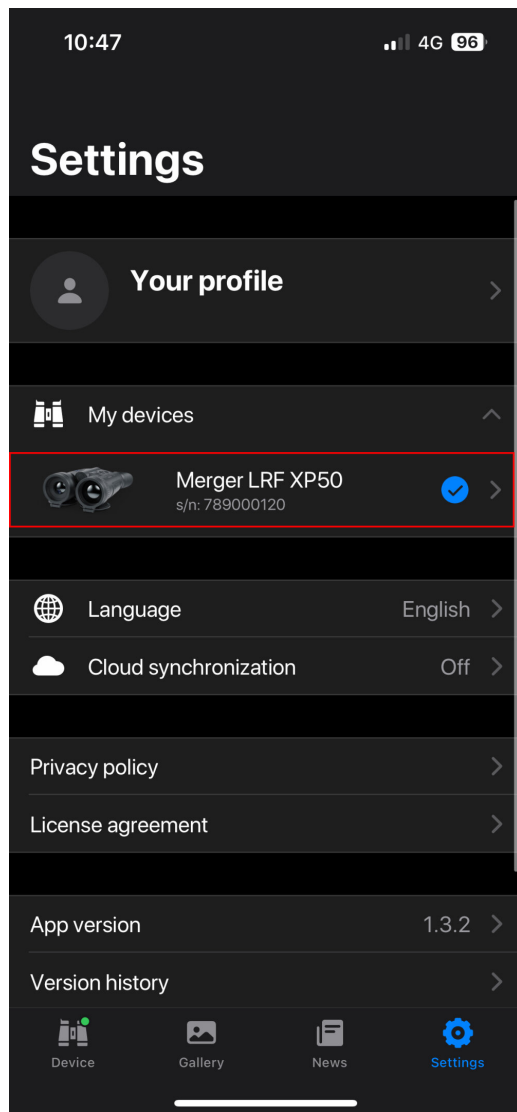 10:47
4G 96
Settings
Your profile
My devices
Merger LRF XP50
s/n: 789000120
Language English
Cloud synchronization Off
Privacy policy
License agreement
App version 1.3.2
Version history
Device Gallery News Settings